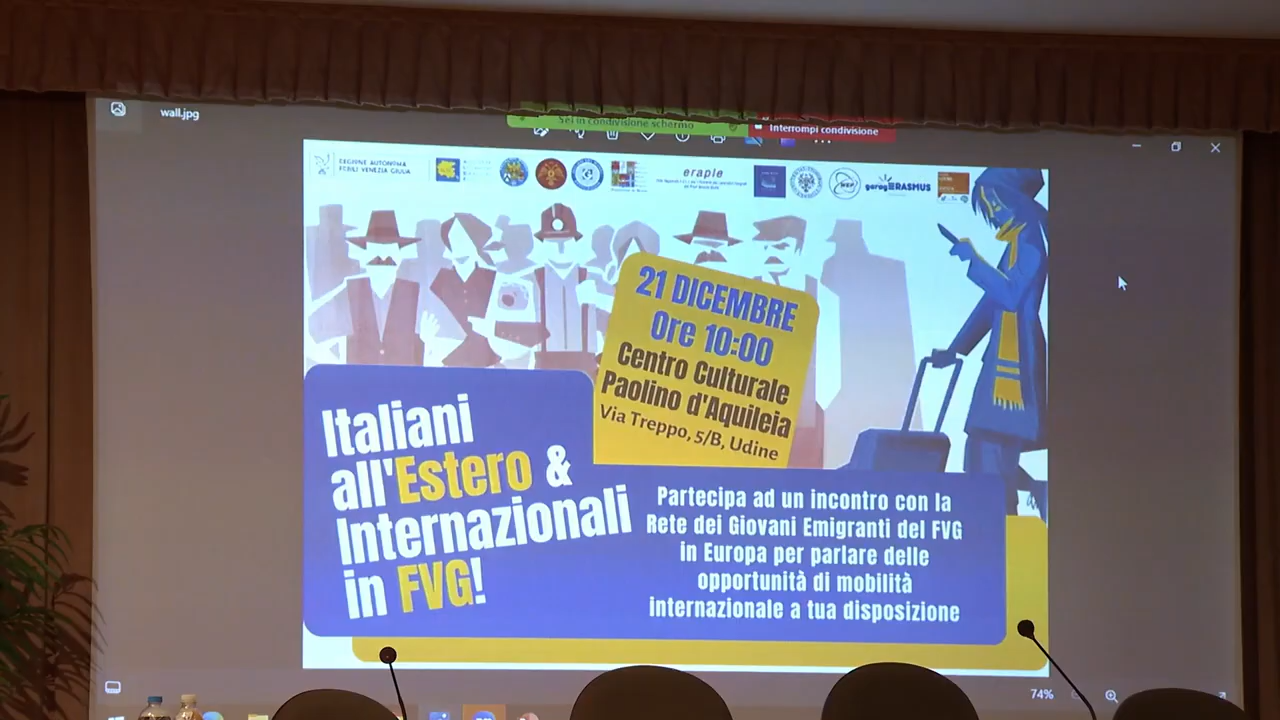 wall.jpg
Sei in condivisione schermo
Interrompi condivisione
REGIONE AUTONOMA
FRIULI VENEZIA GIULIA
eraple
garagERASMUS
21 DICEMBRE
Ore 10:00
Centro Culturale
Paolino d'Aquileia
Via Treppo, 5/B, Udine
Italiani
all'Estero &
Internazionali
in FVG!
Partecipa ad un incontro con la
Rete dei Giovani Emigranti del FVG
in Europa per parlare delle
opportunità di mobilità
internazionale a tua disposizione
74%